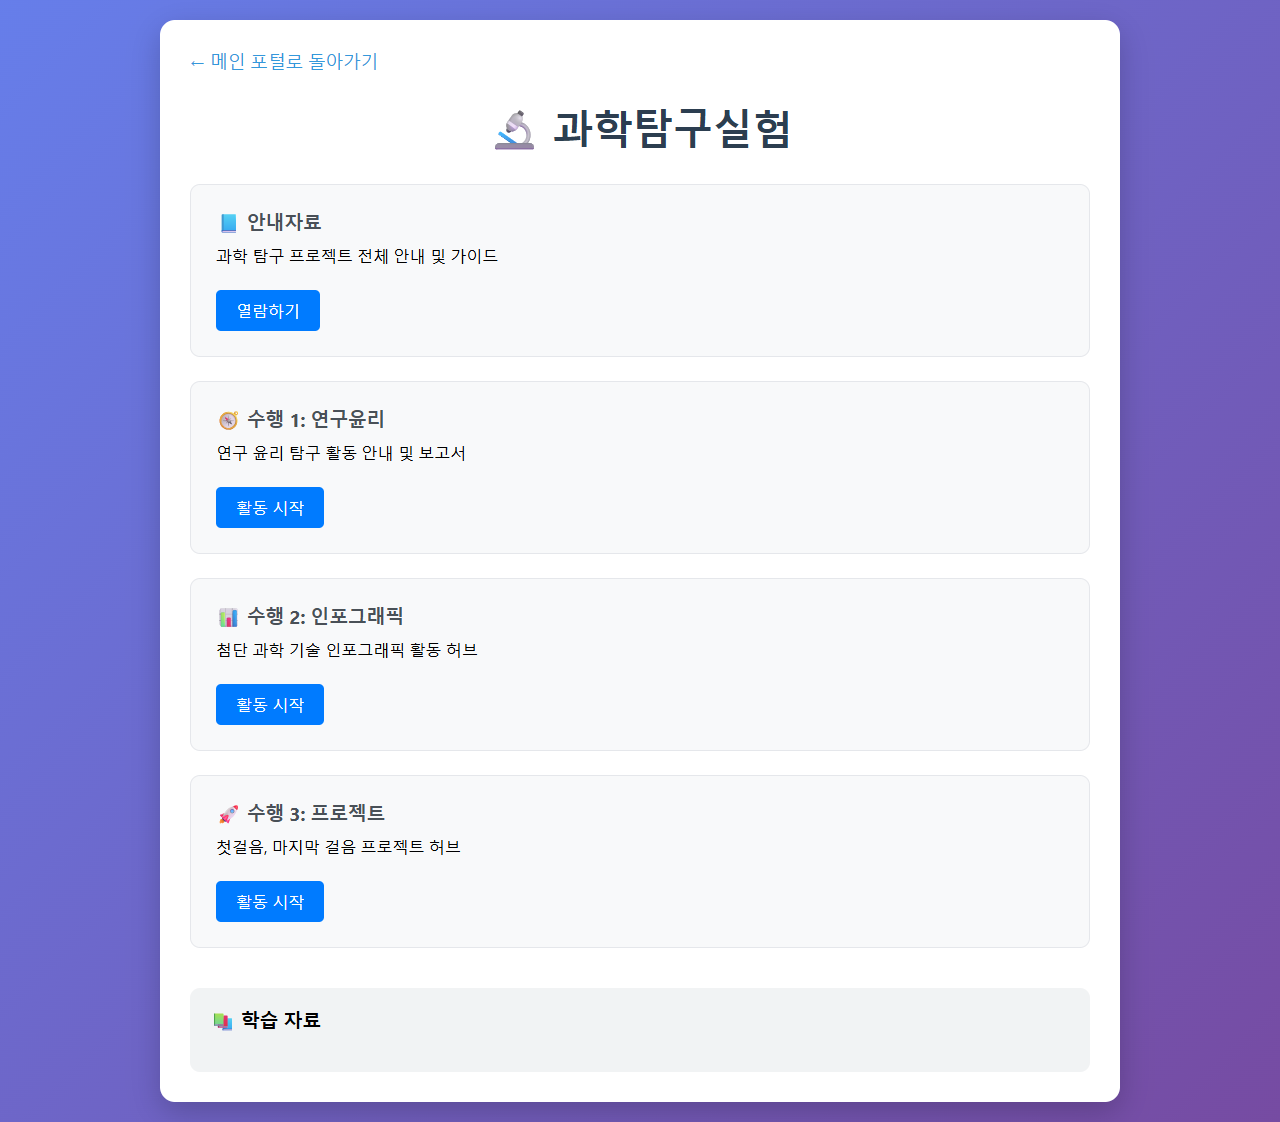 ← 메인 포털로 돌아가기
🔬 과학탐구실험
📘 안내자료
과학 탐구 프로젝트 전체 안내 및 가이드
열람하기
🧭 수행 1: 연구윤리
연구 윤리 탐구 활동 안내 및 보고서
활동 시작
📊 수행 2: 인포그래픽
첨단 과학 기술 인포그래픽 활동 허브
활동 시작
🚀 수행 3: 프로젝트
첫걸음, 마지막 걸음 프로젝트 허브
활동 시작
📚 학습 자료